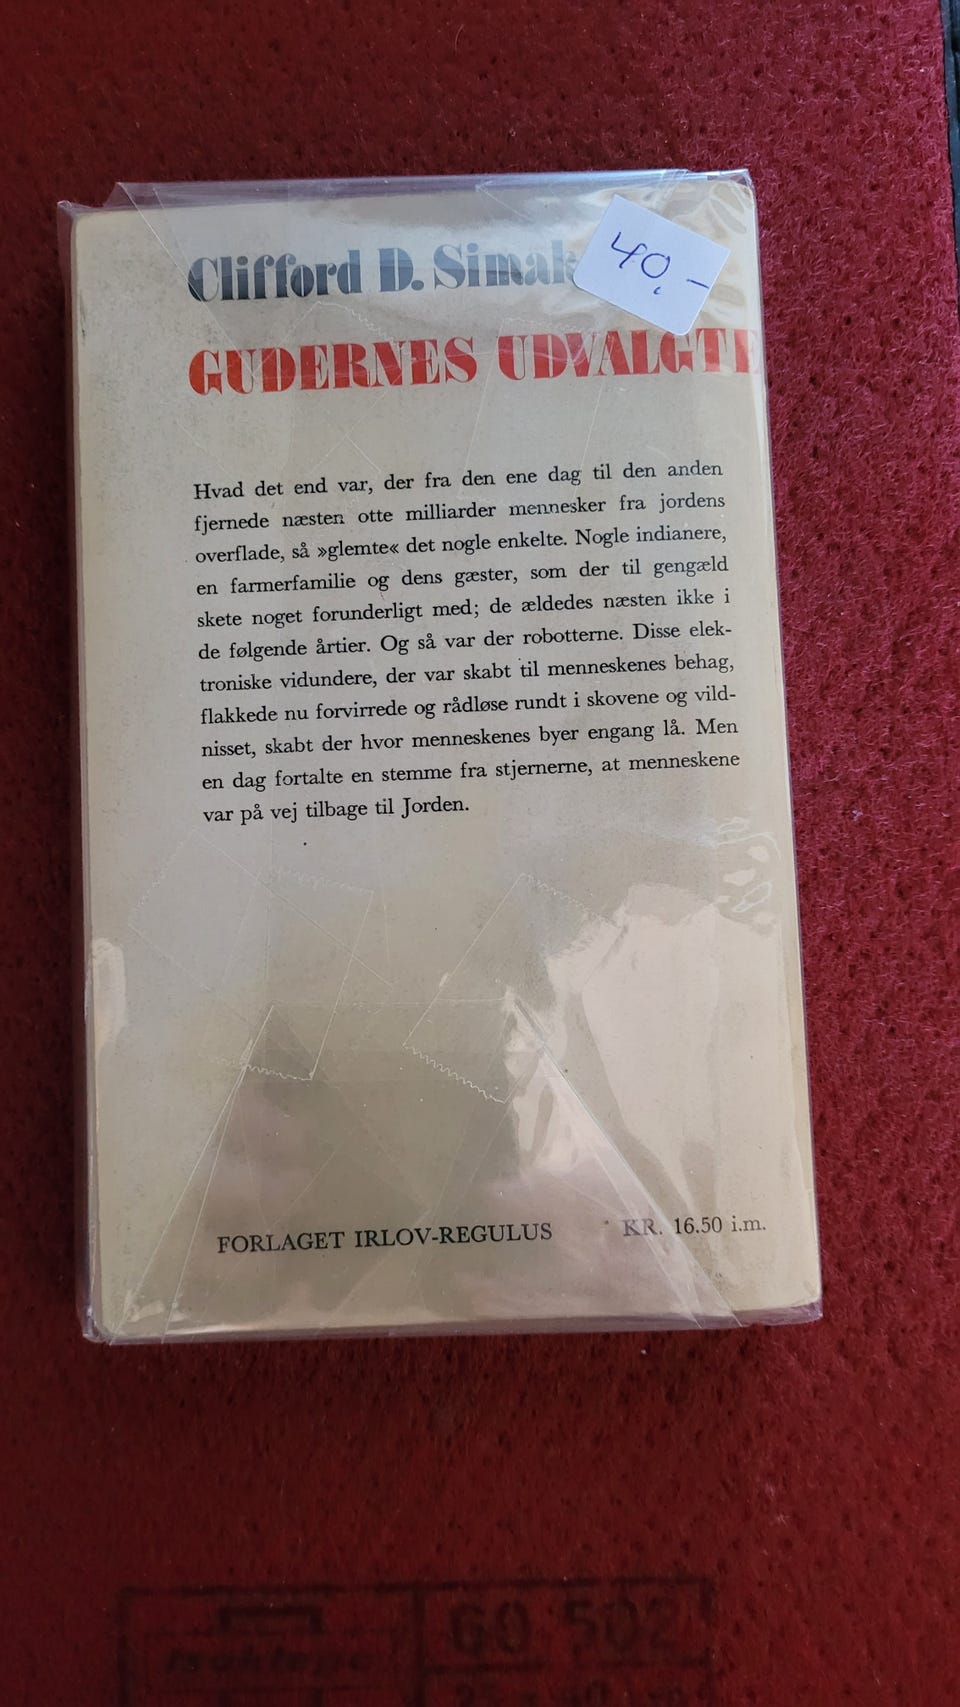 Clifford D. Simak
40,-
GUDERNES UDVALGTE
Hvad det end var, der fra den ene dag til den anden
fjernede næsten otte milliarder mennesker fra jordens
overflade, så »glemte« det nogle enkelte. Nogle indianere,
en farmerfamilie og dens gæster, som der til gengæld
skete noget forunderligt med; de ældedes næsten ikke i
de følgende årtier. Og så var der robotterne. Disse elek-
troniske vidundere, der var skabt til menneskenes behag,
flakkede nu forvirrede og rådløse rundt i skovene og vild-
nisset, skabt der hvor menneskenes byer engang lå. Men
en dag fortalte en stemme fra stjernerne, at menneskene
var på vej tilbage til Jorden.
FORLAGET IRLOV-REGULUS KR. 16.50 i.m.
GO 502